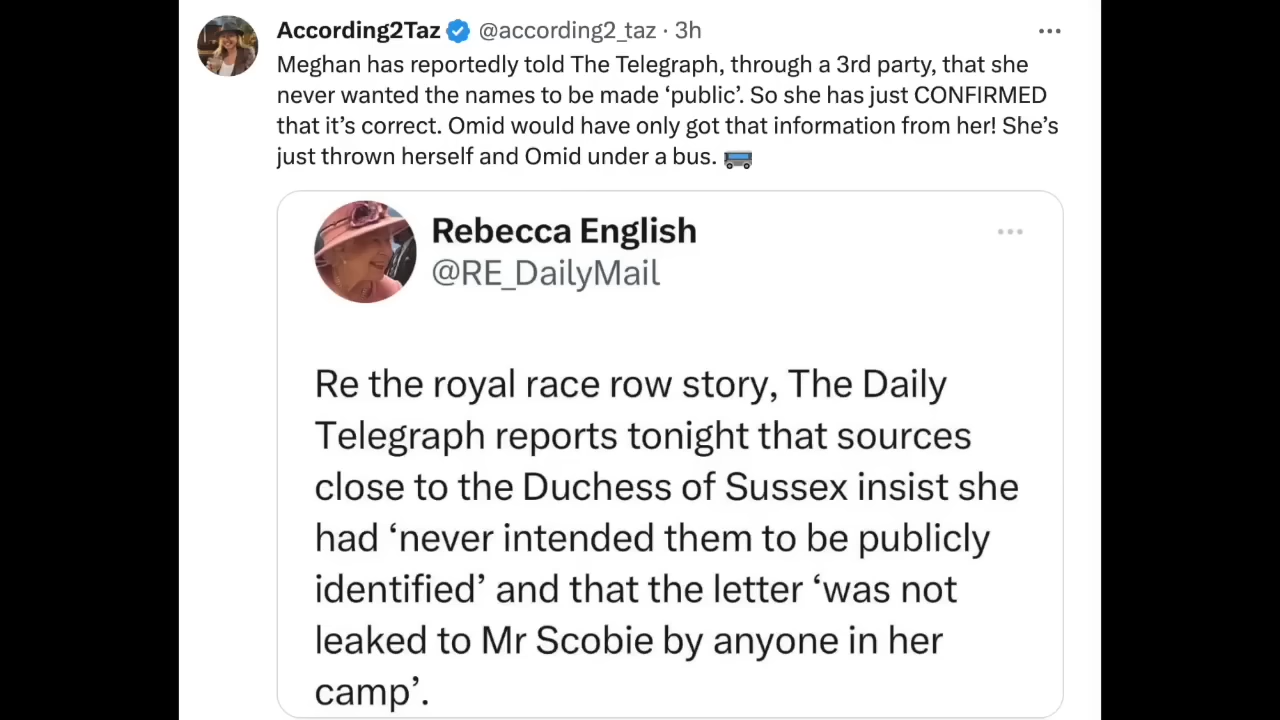 According2Taz @according2_taz · 3h
Meghan has reportedly told The Telegraph, through a 3rd party, that she
never wanted the names to be made ‘public’. So she has just CONFIRMED
that it’s correct. Omid would have only got that information from her! She’s
just thrown herself and Omid under a bus. 🚌
Rebecca English
@RE_DailyMail
Re the royal race row story, The Daily
Telegraph reports tonight that sources
close to the Duchess of Sussex insist she
had ‘never intended them to be publicly
identified’ and that the letter ‘was not
leaked to Mr Scobie by anyone in her
camp’.